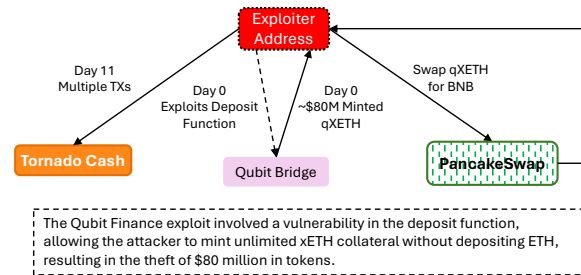 Exploiter
Address
Day 11
Multiple TXs
Day 0
Exploits Deposit
Function
Day 0
~$80M Minted
qXETH
Swap qXETH
for BNB
Tornado Cash
Qubit Bridge
PancakeSwap
The Qubit Finance exploit involved a vulnerability in the deposit function,
allowing the attacker to mint unlimited xETH collateral without depositing ETH,
resulting in the theft of $80 million in tokens.